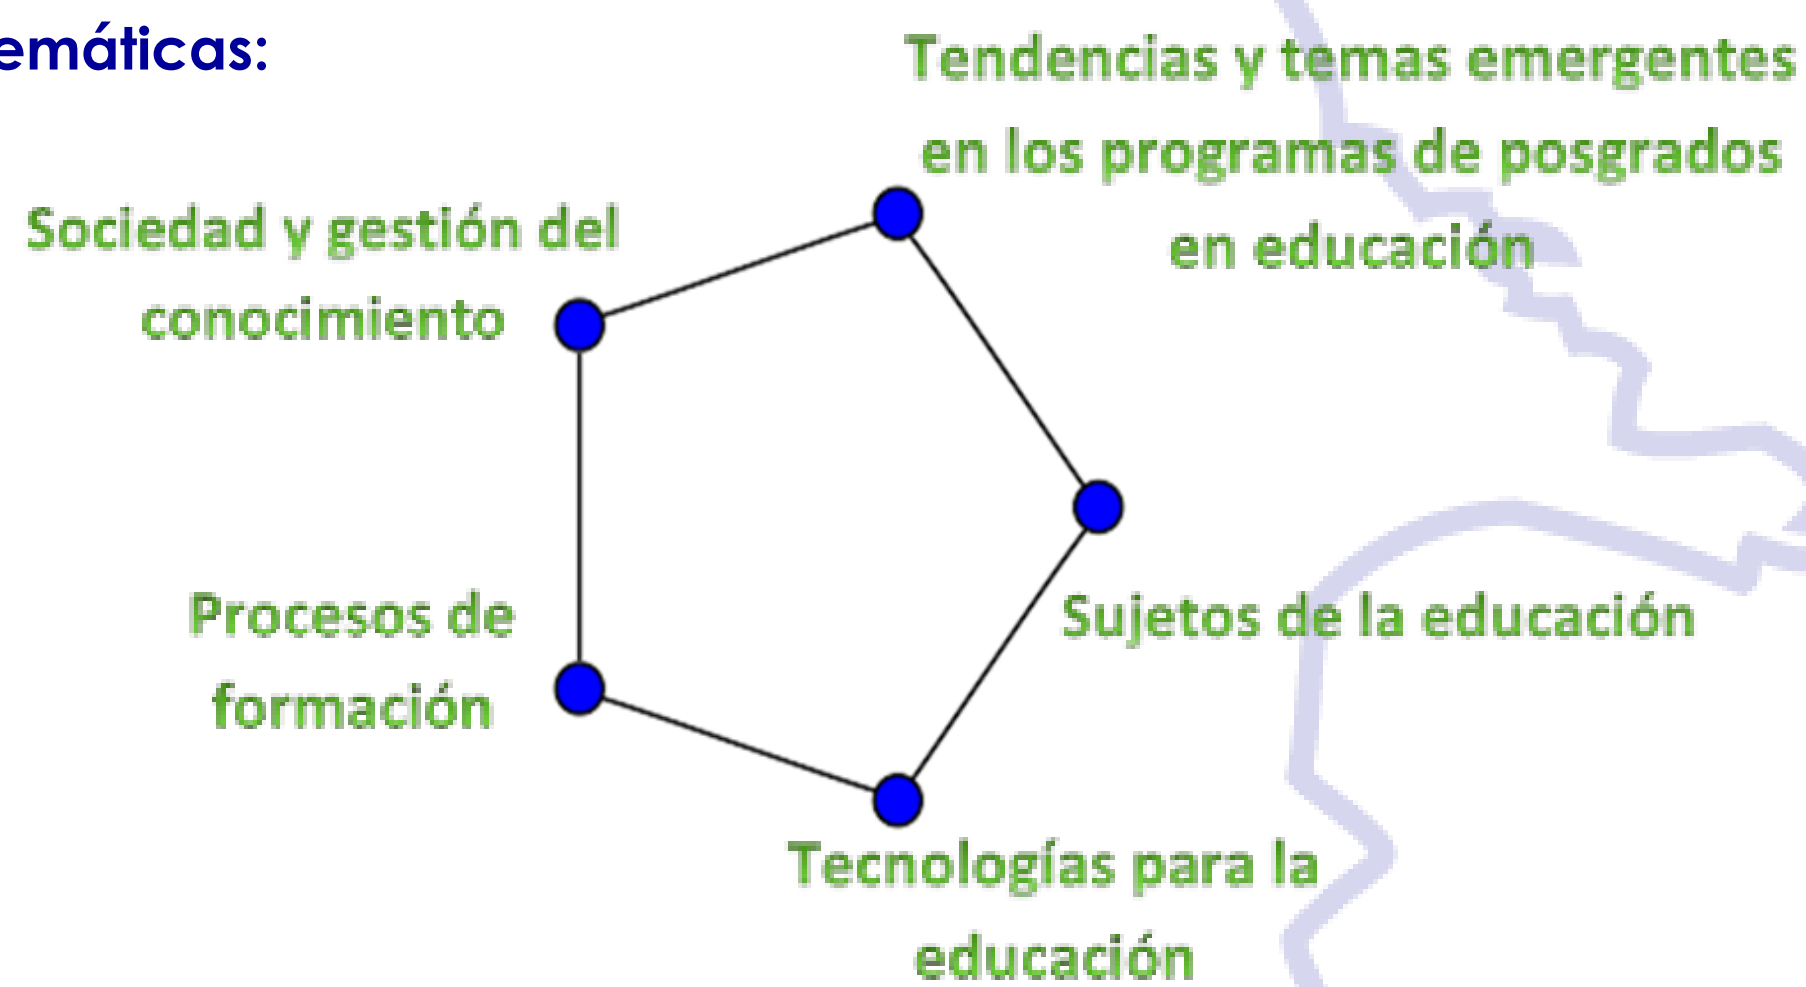 emáticas:
Tendencias y temas emergentes
en los programas de posgrados
en educación
Sociedad y gestión del
conocimiento
Procesos de
formación
Sujetos de la educación
Tecnologías para la
educación